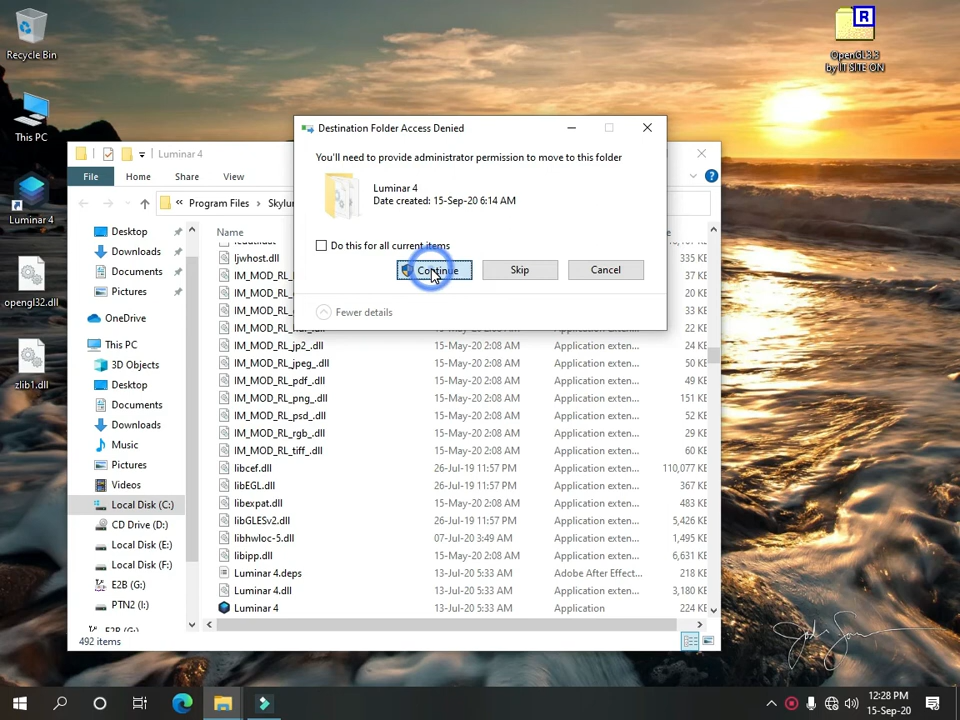 Recycle Bin
This PC
Luminar 4
opengl32.dll
zlib1.dll
R
OpenGL3.3
by IT SITE ON
Luminar 4
File
Home
Share
View
?
« Program Files
Destination Folder Access Denied
You'll need to provide administrator permission to move to this folder
Luminar 4
Date created: 15-Sep-20 6:14 AM
Do this for all current items
Continue
Skip
Cancel
Fewer details
Desktop
Downloads
Documents
Pictures
OneDrive
This PC
3D Objects
Desktop
Documents
Downloads
Music
Pictures
Videos
Local Disk (C:)
CD Drive (D:)
Local Disk (E:)
Local Disk (F:)
E2B (G:)
PTN2 (I:)
E2B (G:)
492 items
Name
ljwhost.dll 335 KB
20 KB
33 KB
22 KB
IM_MOD_RL_jp2_.dll 15-May-20 2:08 AM Application exten... 24 KB
IM_MOD_RL_jpeg_.dll 15-May-20 2:08 AM Application exten... 50 KB
IM_MOD_RL_pdf_.dll 15-May-20 2:08 AM Application exten... 49 KB
IM_MOD_RL_png_.dll 15-May-20 2:08 AM Application exten... 151 KB
IM_MOD_RL_psd_.dll 15-May-20 2:08 AM Application exten... 52 KB
IM_MOD_RL_rgb_.dll 15-May-20 2:08 AM Application exten... 29 KB
IM_MOD_RL_tiff_.dll 15-May-20 2:08 AM Application exten... 60 KB
libcef.dll 26-Jul-19 11:57 PM Application exten... 110,077 KB
libEGL.dll 26-Jul-19 11:57 PM Application exten... 367 KB
libexpat.dll 15-May-20 2:08 AM Application exten... 483 KB
libGLESv2.dll 26-Jul-19 11:57 PM Application exten... 5,426 KB
libhwloc-5.dll 07-Jul-20 3:49 AM Application exten... 1,495 KB
libipp.dll 15-May-20 2:08 AM Application exten... 6,631 KB
Luminar 4.deps 13-Jul-20 5:33 AM Adobe After Effect... 218 KB
Luminar 4.dll 13-Jul-20 5:33 AM Application exten... 3,180 KB
Luminar 4 13-Jul-20 5:33 AM Application 224 KB
12:28 PM
15-Sep-20